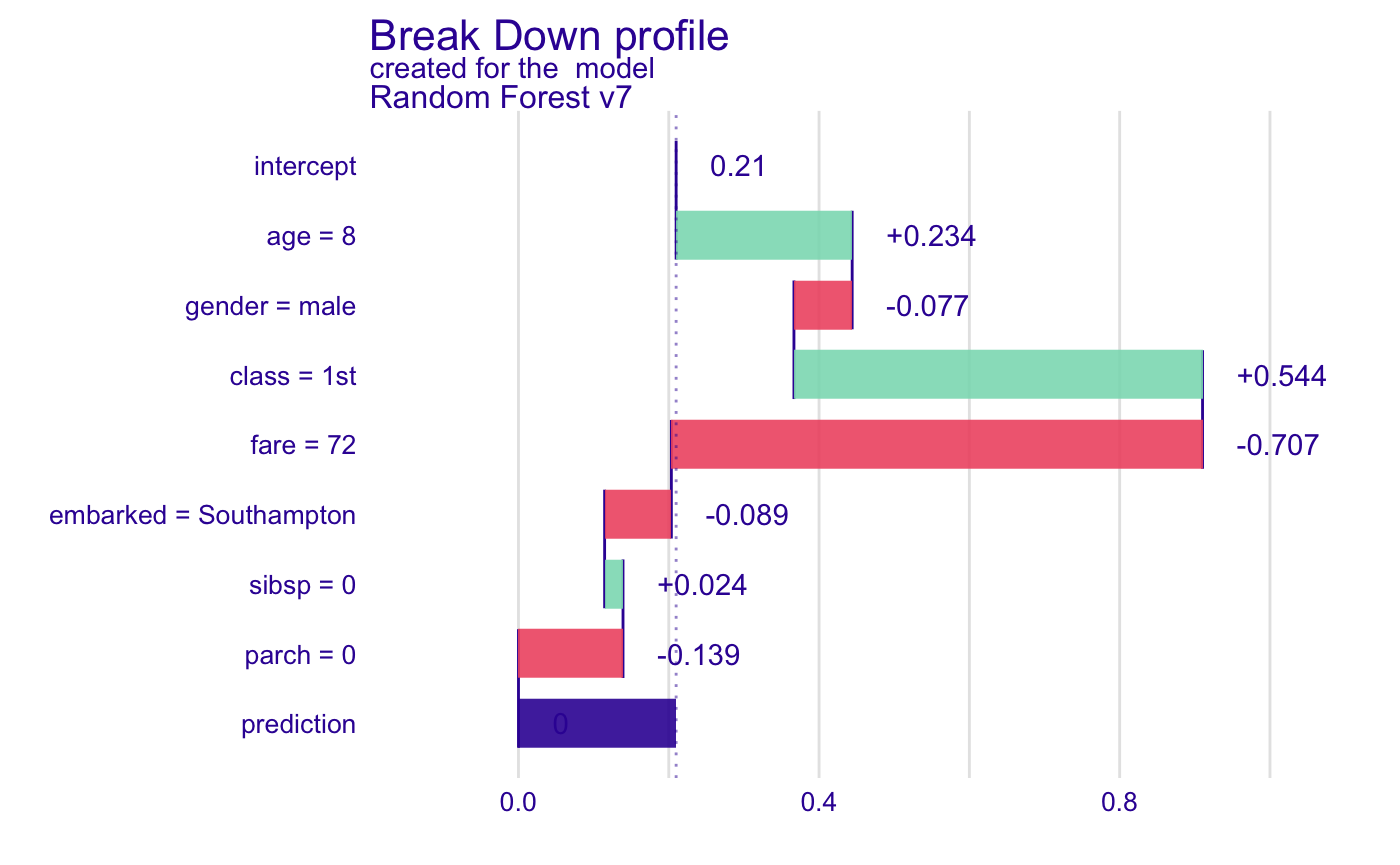 Break Down profile
created for the  model
Random Forest v7
intercept 0.21
age = 8 +0.234
gender = male -0.077
class = 1st +0.544
fare = 72 -0.707
embarked = Southampton -0.089
sibsp = 0 +0.024
parch = 0 -0.139
prediction 0
0.0 0.4 0.8